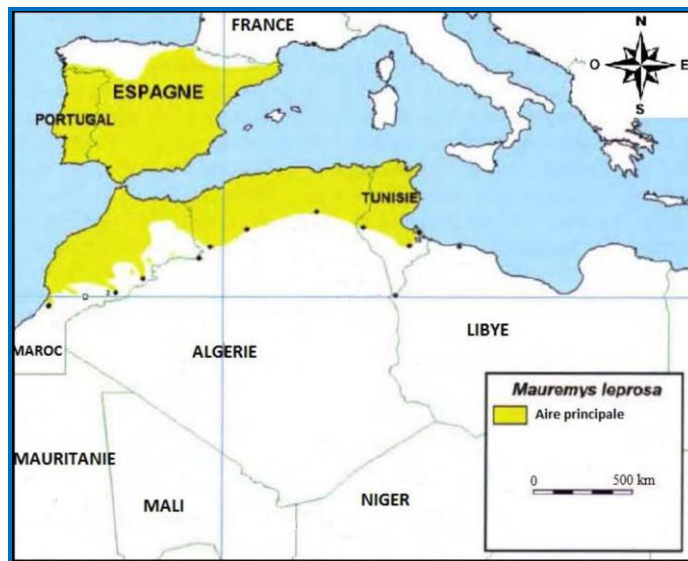 FRANCE
N
O
E
S
ESPAGNE
PORTUGAL
TUNISIE
LIBYE
MAROC
ALGERIE
MAURITANIE
MALI
NIGER
Mauremys leprosa
Aire principale
0 500 km